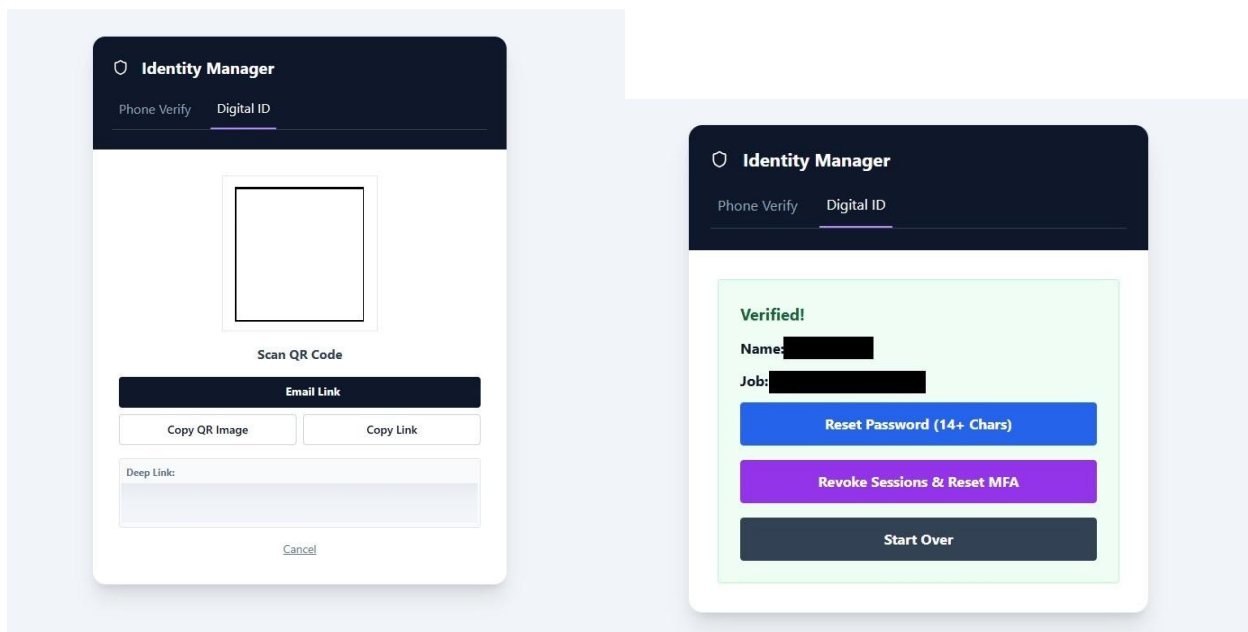 Identity Manager
Phone Verify Digital ID
Scan QR Code
Email Link
Copy QR Image Copy Link
Deep Link:
Cancel
Identity Manager
Phone Verify Digital ID
Verified!
Name:
Job:
Reset Password (14+ Chars)
Revoke Sessions & Reset MFA
Start Over